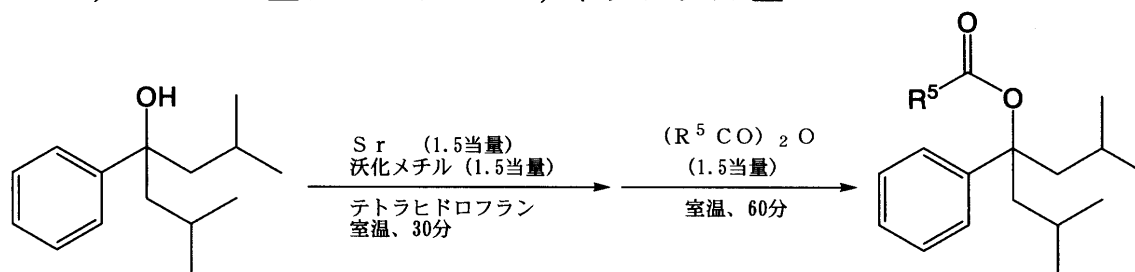 OH
Sr (1.5当量)
沃化メチル (1.5当量)
テトラヒドロフラン
室温、30分
(R⁵CO)₂O
(1.5当量)
室温、60分
O
R⁵
O